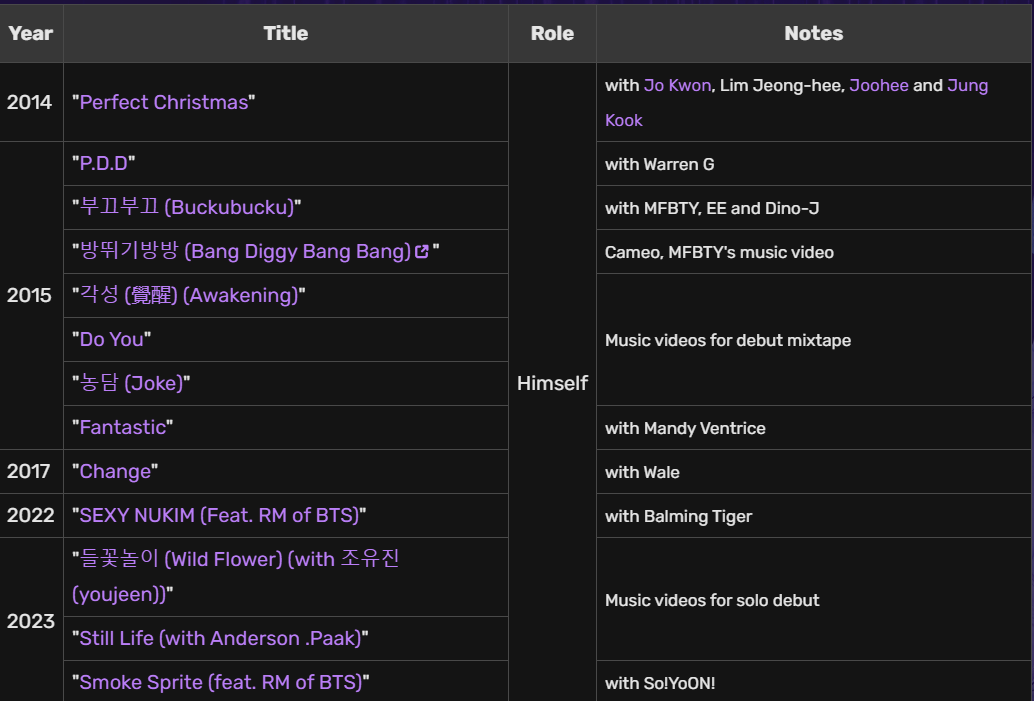 Year Title Role Notes
2014 "Perfect Christmas" with Jo Kwon, Lim Jeong-hee, Joohee and Jung
Kook
"P.D.D" with Warren G
"부끄부끄 (Buckubucku)" with MFBTY, EE and Dino-J
"방뛰기방방 (Bang Diggy Bang Bang)" Cameo, MFBTY's music video
2015 "각성 (覺醒) (Awakening)"
"Do You" Music videos for debut mixtape
"농담 (Joke)" Himself
"Fantastic" with Mandy Ventrice
2017 "Change" with Wale
2022 "SEXY NUKIM (Feat. RM of BTS)" with Balming Tiger
"들꽃놀이 (Wild Flower) (with 조유진
(youjeen))" Music videos for solo debut
2023 "Still Life (with Anderson .Paak)"
"Smoke Sprite (feat. RM of BTS)" with So!YoON!